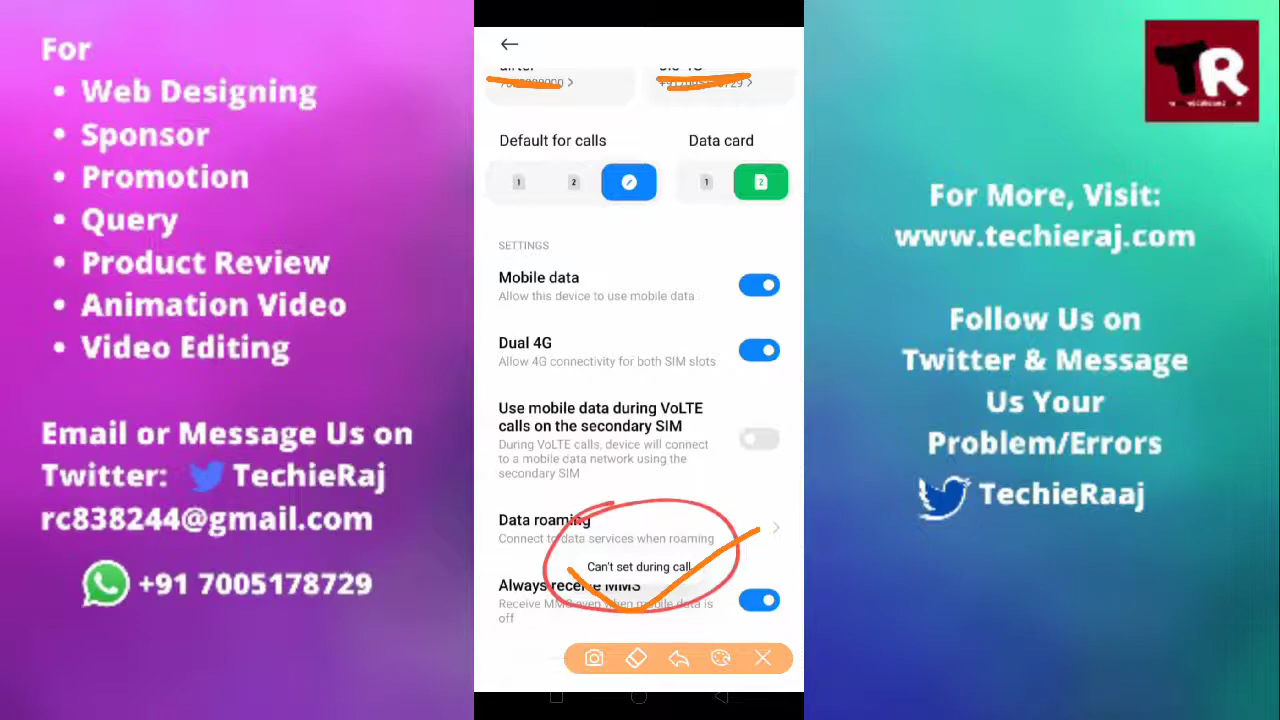 For
Web Designing
Sponsor
Promotion
Query
Product Review
Animation Video
Video Editing
Email or Message Us on
Twitter: TechieRaj
rc838244@gmail.com
+91 7005178729
Default for calls
Data card
1
2
1
2
SETTINGS
Mobile data
Allow this device to use mobile data
Dual 4G
Allow 4G connectivity for both SIM slots
Use mobile data during VoLTE
calls on the secondary SIM
During VoLTE calls, device will connect
to a mobile data network using the
secondary SIM
Data roaming
Connect to data services when roaming
Can't set during call
Always receive MMS
Receive MMS even when mobile data is
off
TR
For More, Visit:
www.techieraj.com
Follow Us on
Twitter & Message
Us Your
Problem/Errors
TechieRaaj